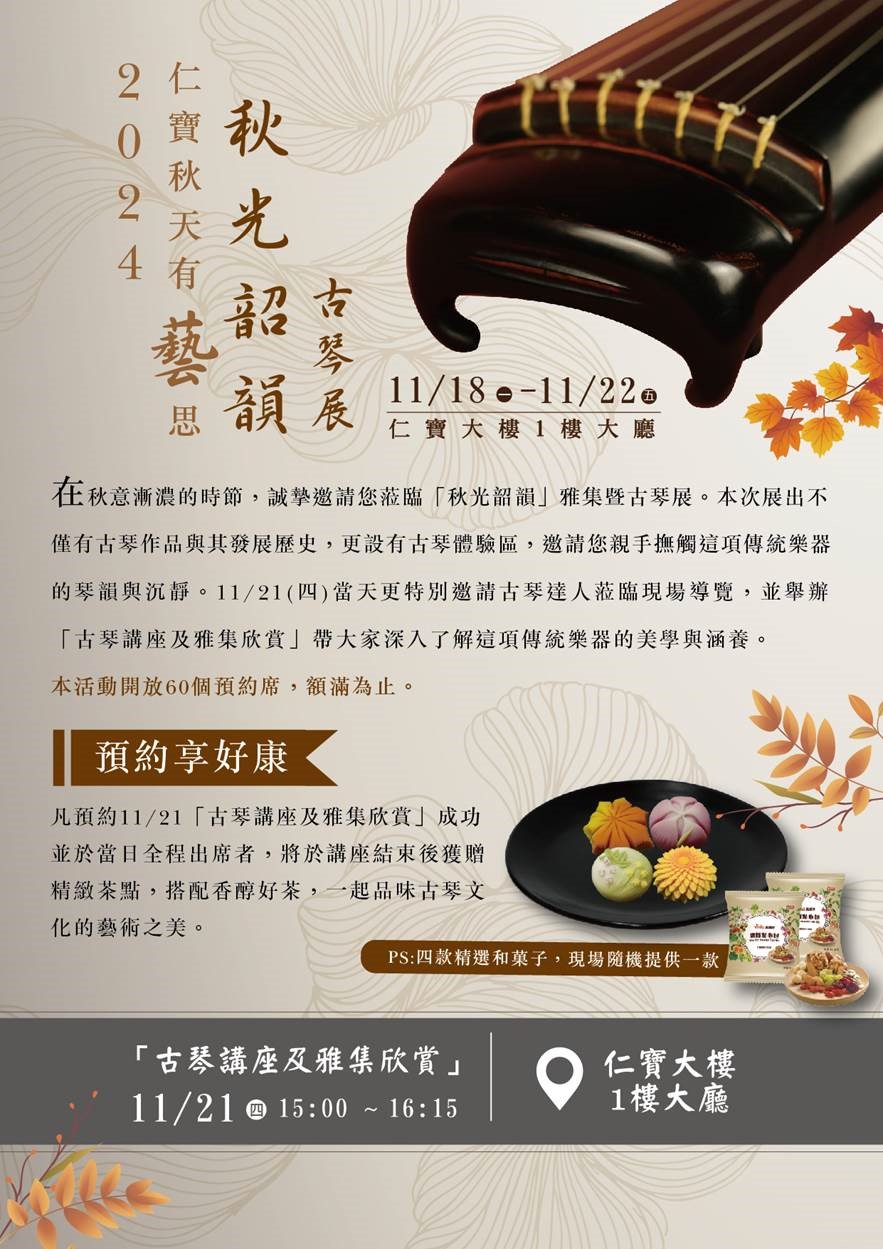 2024
仁寶秋天有藝思
秋光韶韻
古琴展
11/18㊀-11/22㊄
仁寶大樓1樓大廳
在秋意漸濃的時節，誠摯邀請您蒞臨「秋光韶韻」雅集暨古琴展。本次展出不
僅有古琴作品與其發展歷史，更設有古琴體驗區，邀請您親手撫觸這項傳統樂器
的琴韻與沉靜。11/21(四)當天更特別邀請古琴達人蒞臨現場導覽，並舉辦
「古琴講座及雅集欣賞」帶大家深入了解這項傳統樂器的美學與涵養。
本活動開放60個預約席，額滿為止。
預約享好康
凡預約11/21「古琴講座及雅集欣賞」成功
並於當日全程出席者，將於講座結束後獲贈
精緻茶點，搭配香醇好茶，一起品味古琴文
化的藝術之美。
PS:四款精選和菓子，現場隨機提供一款
「古琴講座及雅集欣賞」
11/21㊃ 15:00 ~ 16:15
仁寶大樓
1樓大廳